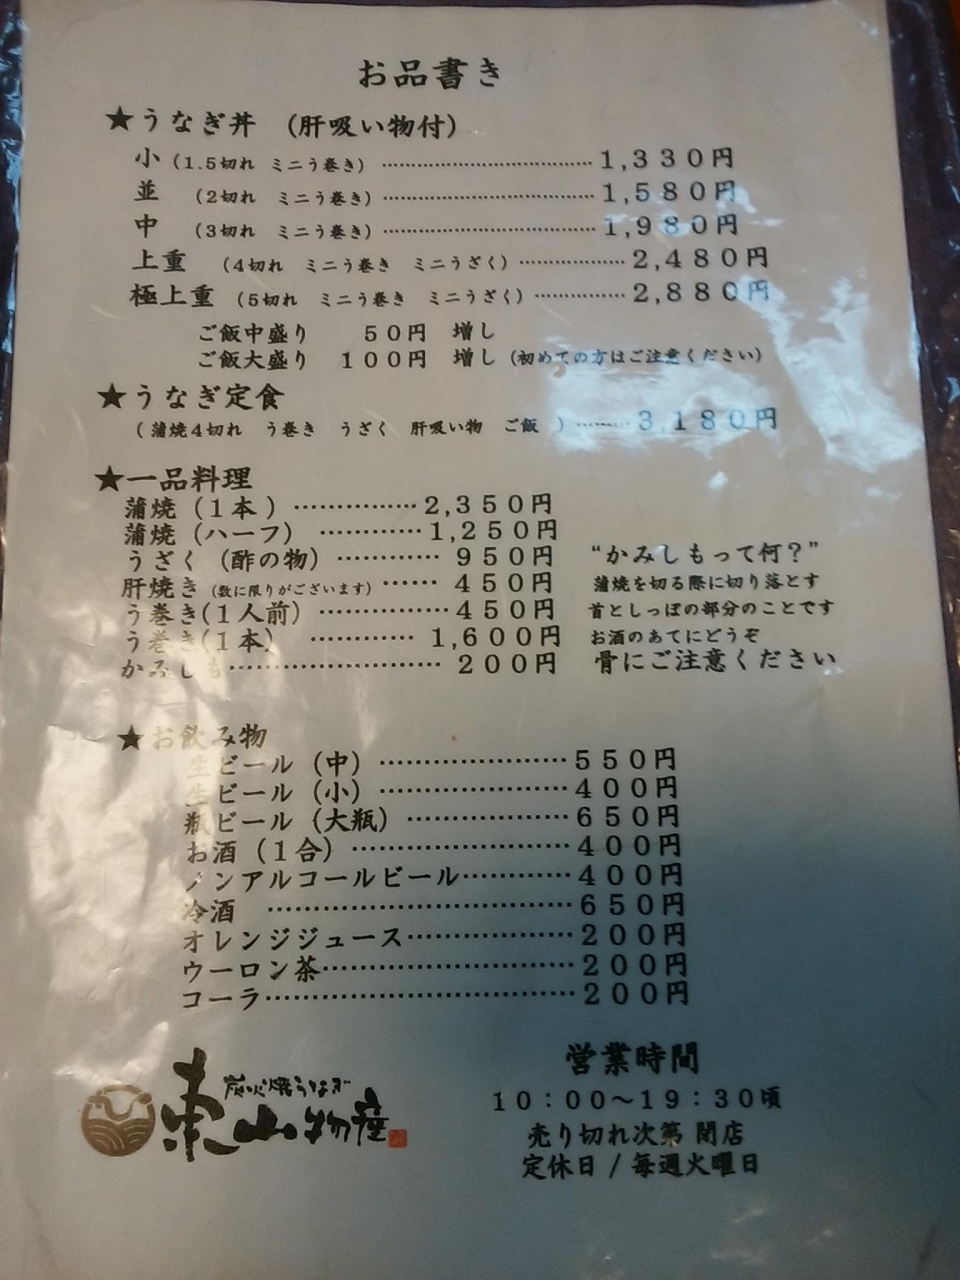 お品書き
★うなぎ丼 (肝吸い物付)
小(1.5切れ ミニう巻き)……………………………1,330円
並 (2切れ ミニう巻き)……………………………1,580円
中 (3切れ ミニう巻き)……………………………1,980円
上重 (4切れ ミニう巻き ミニうざく)………………2,480円
極上重 (5切れ ミニう巻き ミニうざく)……………2,880円
ご飯中盛り 50円 増し
ご飯大盛り 100円 増し(初めての方はご注意ください)
★うなぎ定食
(蒲焼4切れ う巻き うざく 肝吸い物 ご飯 )………3,180円
★一品料理
蒲焼(1本)………………2,350円
蒲焼(ハーフ) ……………1,250円
うざく (酢の物) ……………950円
肝焼き(数に限りがございます)……… 450円
う巻き(1人前) ………………450円
う巻き(1本) ……………1,600円
かみしも………………………… 200円
“かみしもって何?”
蒲焼を切る際に切り落とす
首としっぽの部分のことです
お酒のあてにどうぞ
骨にご注意ください
★お飲み物
生ビール(中)………………………550円
生ビール(小)………………………400円
瓶ビール(大瓶)……………………650円
お酒(1合)…………………………400円
ノンアルコールビール……………400円
冷酒 ……………………………………650円
オレンジジュース……………………200円
ウーロン茶………………………………200円
コーラ……………………………………200円
炭火焼うなぎ
東山物産
営業時間
10:00〜19:30頃
売り切れ次第 閉店
定休日/毎週火曜日